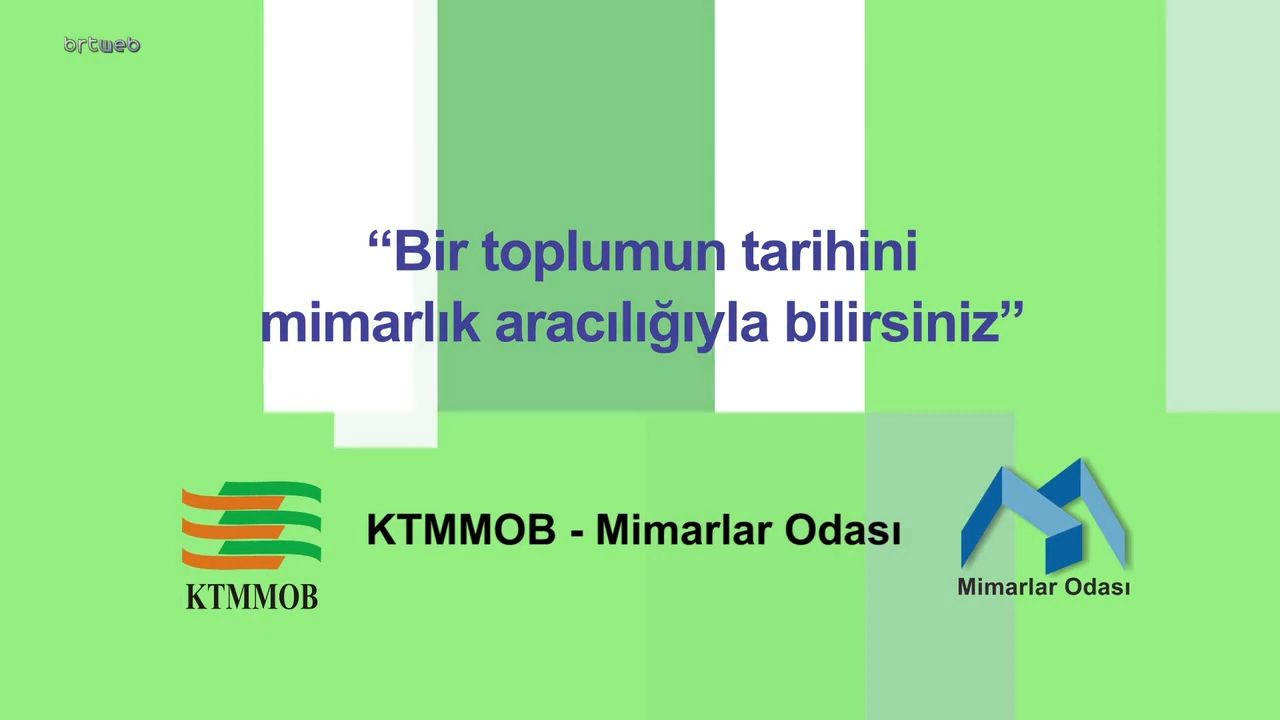 brtweb
“Bir toplumun tarihini
mimarlık aracılığıyla bilirsiniz”
KTMMOB - Mimarlar Odası
KTMMOB
Mimarlar Odası